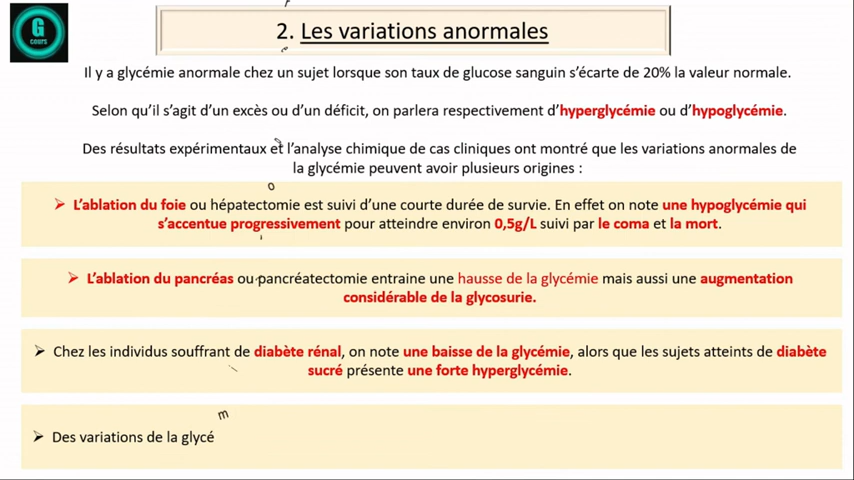 G
cours
2. Les variations anormales
Il y a glycémie anormale chez un sujet lorsque son taux de glucose sanguin s'écarte de 20% la valeur normale.
Selon qu'il s'agit d'un excès ou d'un déficit, on parlera respectivement d'hyperglycémie ou d'hypoglycémie.
Des résultats expérimentaux et l'analyse chimique de cas cliniques ont montré que les variations anormales de
la glycémie peuvent avoir plusieurs origines :
➢ L'ablation du foie ou hépatectomie est suivi d'une courte durée de survie. En effet on note une hypoglycémie qui
s'accentue progressivement pour atteindre environ 0,5g/L suivi par le coma et la mort.
➢ L'ablation du pancréas ou pancréatectomie entraine une hausse de la glycémie mais aussi une augmentation
considérable de la glycosurie.
➢ Chez les individus souffrant de diabète rénal, on note une baisse de la glycémie, alors que les sujets atteints de diabète
sucré présente une forte hyperglycémie.
m
➢ Des variations de la glycé